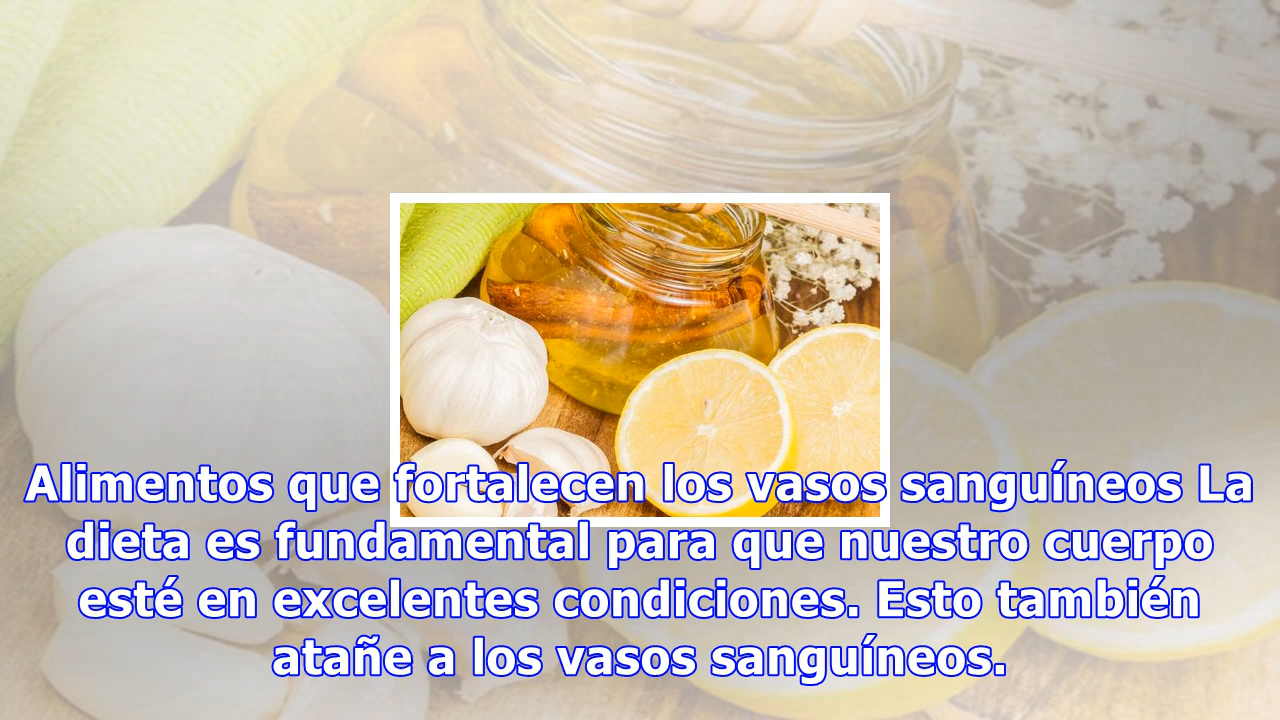 Alimentos que fortalecen los vasos sanguíneos La
dieta es fundamental para que nuestro cuerpo
esté en excelentes condiciones. Esto también
atañe a los vasos sanguíneos.